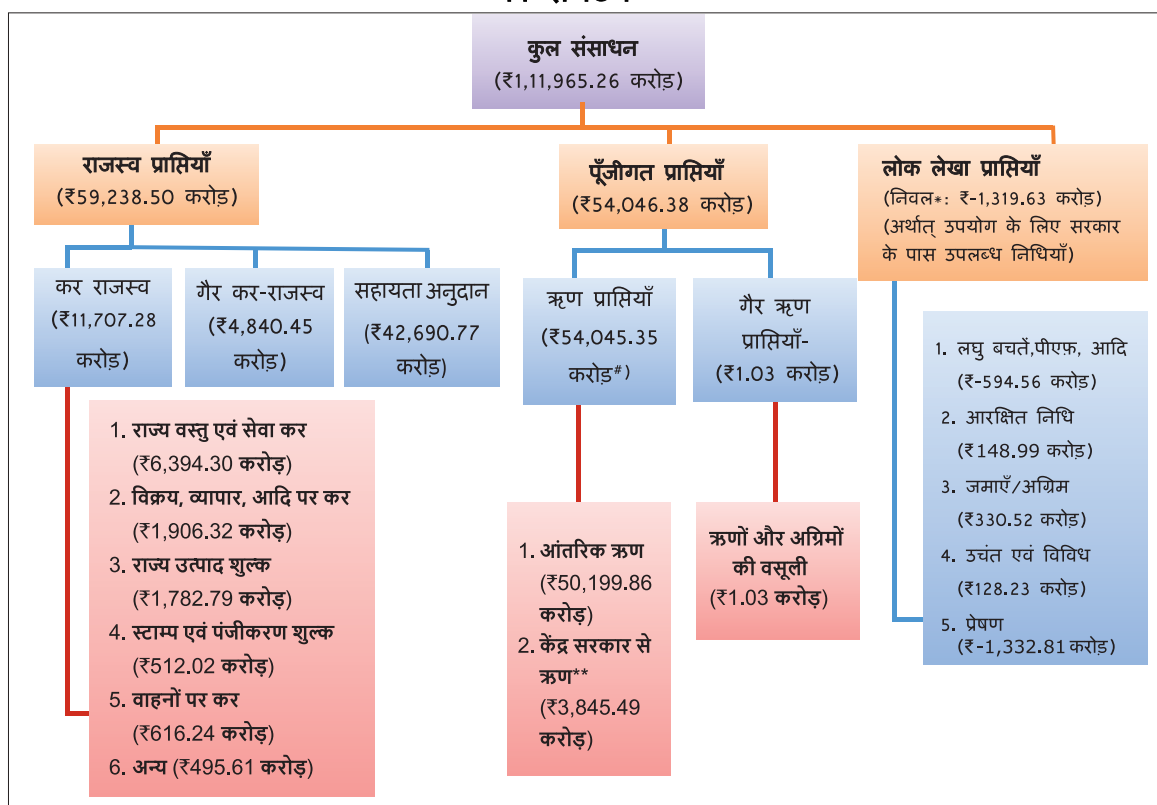 कुल संसाधन
(₹1,11,965.26 करोड़)
राजस्व प्राप्तियाँ
(₹59,238.50 करोड़)
पूँजीगत प्राप्तियाँ
(₹54,046.38 करोड़)
लोक लेखा प्राप्तियाँ
(निवल*: ₹-1,319.63 करोड़)
(अर्थात् उपयोग के लिए सरकार
के पास उपलब्ध निधियाँ)
कर राजस्व
(₹11,707.28
करोड़)
गैर कर-राजस्व
(₹4,840.45
करोड़)
सहायता अनुदान
(₹42,690.77
करोड़)
ऋण प्राप्तियाँ
(₹54,045.35
करोड़#)
गैर ऋण
प्राप्तियाँ-
(₹1.03 करोड़)
1. राज्य वस्तु एवं सेवा कर
(₹6,394.30 करोड़)
2. विक्रय, व्यापार, आदि पर कर
(₹1,906.32 करोड़)
3. राज्य उत्पाद शुल्क
(₹1,782.79 करोड़)
4. स्टाम्प एवं पंजीकरण शुल्क
(₹512.02 करोड़)
5. वाहनों पर कर
(₹616.24 करोड़)
6. अन्य (₹495.61 करोड़)
1. आंतरिक ऋण
(₹50,199.86
करोड़)
2. केंद्र सरकार से
ऋण**
(₹3,845.49
करोड़)
ऋणों और अग्रिमों
की वसूली
(₹1.03 करोड़)
1. लघु बचतें,पीएफ़, आदि
(₹-594.56 करोड़)
2. आरक्षित निधि
(₹148.99 करोड़)
3. जमाएँ/अग्रिम
(₹330.52 करोड़)
4. उचंत एवं विविध
(₹128.23 करोड़)
5. प्रेषण
(₹-1,332.81 करोड़)